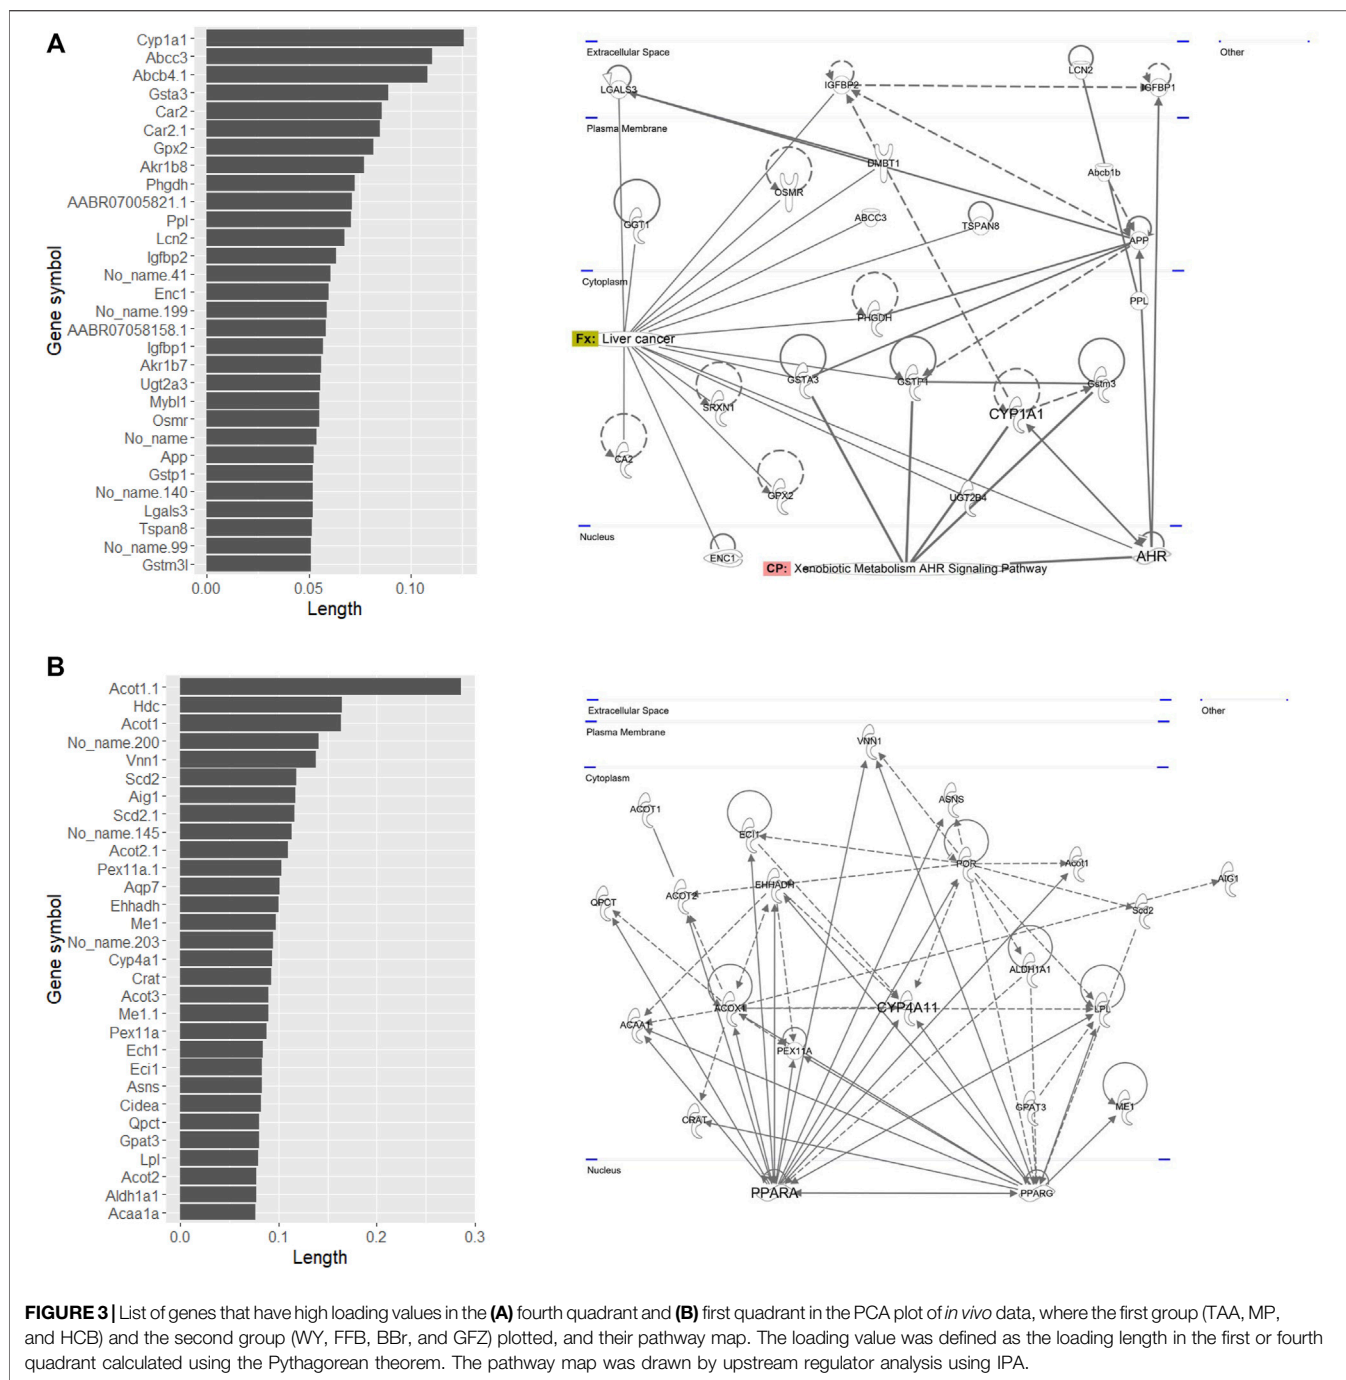 A
Gene symbol
Cyp1a1
Abcc3
Abcb4.1
Gsta3
Car2
Car2.1
Gpx2
Akr1b8
Phgdh
AABR07005821.1
Ppl
Lcn2
Igfbp2
No_name.41
Enc1
No_name.199
AABR07058158.1
Igfbp1
Akr1b7
Ugt2a3
Mybl1
Osmr
No_name
App
Gstp1
No_name.140
Lgals3
Tspan8
No_name.99
Gstm3l
0.00 0.05 0.10
Length
Extracellular Space
Other
LGALS3
IGFBP2
LCN2
IGFBP1
Plasma Membrane
DMBT1
OSMR
Abcb1b
GGT1
ABCC3
TSPAN8
APP
Cytoplasm
PHGDH
PPL
Fx: Liver cancer
GSTA3
GSTP1
Gstm3
SRXN1
CYP1A1
CA2
GPX2
UGT2B4
Nucleus
ENC1
AHR
CP: Xenobiotic Metabolism AHR Signaling Pathway
B
Gene symbol
Acot1.1
Hdc
Acot1
No_name.200
Vnn1
Scd2
Aig1
Scd2.1
No_name.145
Acot2.1
Pex11a.1
Aqp7
Ehhadh
Me1
No_name.203
Cyp4a1
Crat
Acot3
Me1.1
Pex11a
Ech1
Eci1
Asns
Cidea
Qpct
Gpat3
Lpl
Acot2
Aldh1a1
Acaa1a
0.0 0.1 0.2 0.3
Length
Extracellular Space
Other
Plasma Membrane
VNN1
Cytoplasm
ACOT1
ASNS
ECI1
POR
Acot1
EHHADH
AIG1
QPCT
ACOT2
Scd2
ALDH1A1
ACOX1
CYP4A11
LPL
ACAA1
PEX11A
CRAT
GPAT3
ME1
Nucleus
PPARA
PPARG
FIGURE 3 | List of genes that have high loading values in the (A) fourth quadrant and (B) first quadrant in the PCA plot of in vivo data, where the first group (TAA, MP,
and HCB) and the second group (WY, FFB, BBr, and GFZ) plotted, and their pathway map. The loading value was defined as the loading length in the first or fourth
quadrant calculated using the Pythagorean theorem. The pathway map was drawn by upstream regulator analysis using IPA.